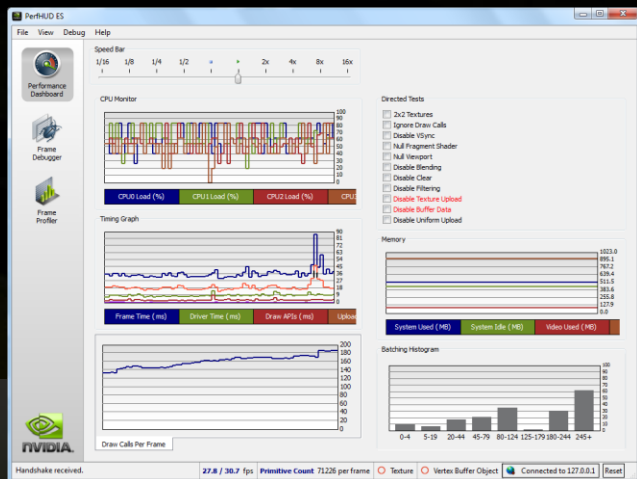 PerfHUD ES
File View Debug Help
Performance
Dashboard
Frame
Debugger
Frame
Profiler
NVIDIA.
Speed Bar
1/16 1/8 1/4 1/2 2x 4x 8x 16x
CPU Monitor
100
90
80
70
60
50
40
30
20
10
0
CPU0 Load (%) CPU1 Load (%) CPU2 Load (%)
Timing Graph
90
81
72
63
54
45
36
27
18
9
0
Frame Time (ms) Driver Time (ms) Draw APIs (ms) Upload
200
180
160
140
120
100
80
60
40
20
0
Draw Calls Per Frame
Directed Tests
2x2 Textures
Ignore Draw Calls
Disable VSync
Null Fragment Shader
Null Viewport
Disable Blending
Disable Clear
Disable Filtering
Disable Texture Upload
Disable Buffer Data
Disable Uniform Upload
Memory
1023.0
895.1
767.2
639.4
511.5
383.6
255.8
127.9
0.0
System Used (MB) System Idle (MB) Video Used (MB)
Batching Histogram
100
90
80
70
60
50
40
30
20
10
0
0-4 5-19 20-44 45-79 80-124 125-179 180-244 245+
Handshake received. 27.8 / 30.7 fps Primitive Count 71226 per frame Texture Vertex Buffer Object Connected to 127.0.0.1 Reset